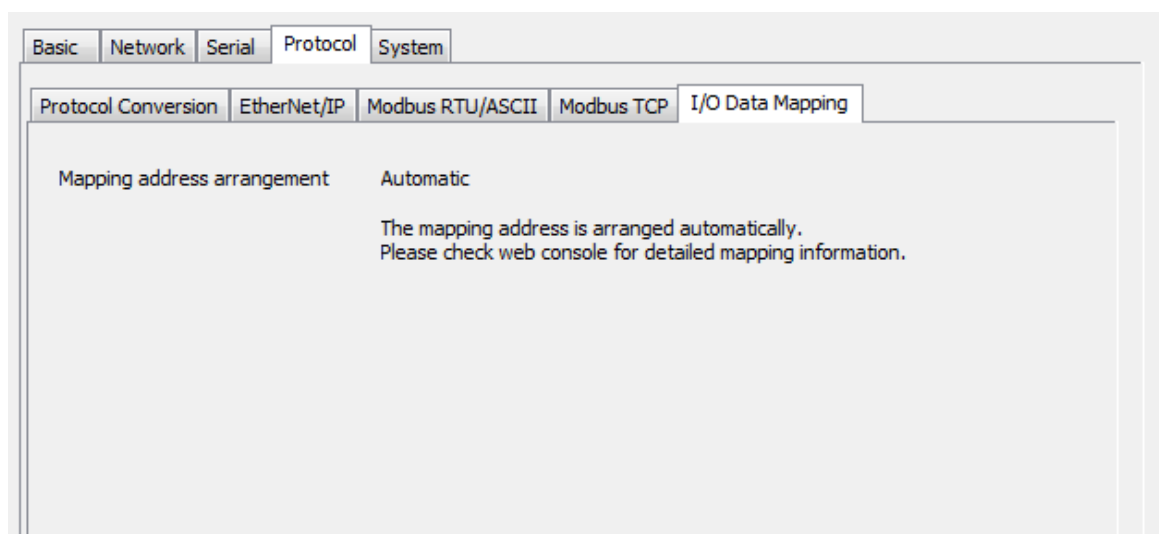 Basic Network Serial Protocol System
Protocol Conversion EtherNet/IP Modbus RTU/ASCII Modbus TCP I/O Data Mapping
Mapping address arrangement Automatic
The mapping address is arranged automatically.
Please check web console for detailed mapping information.